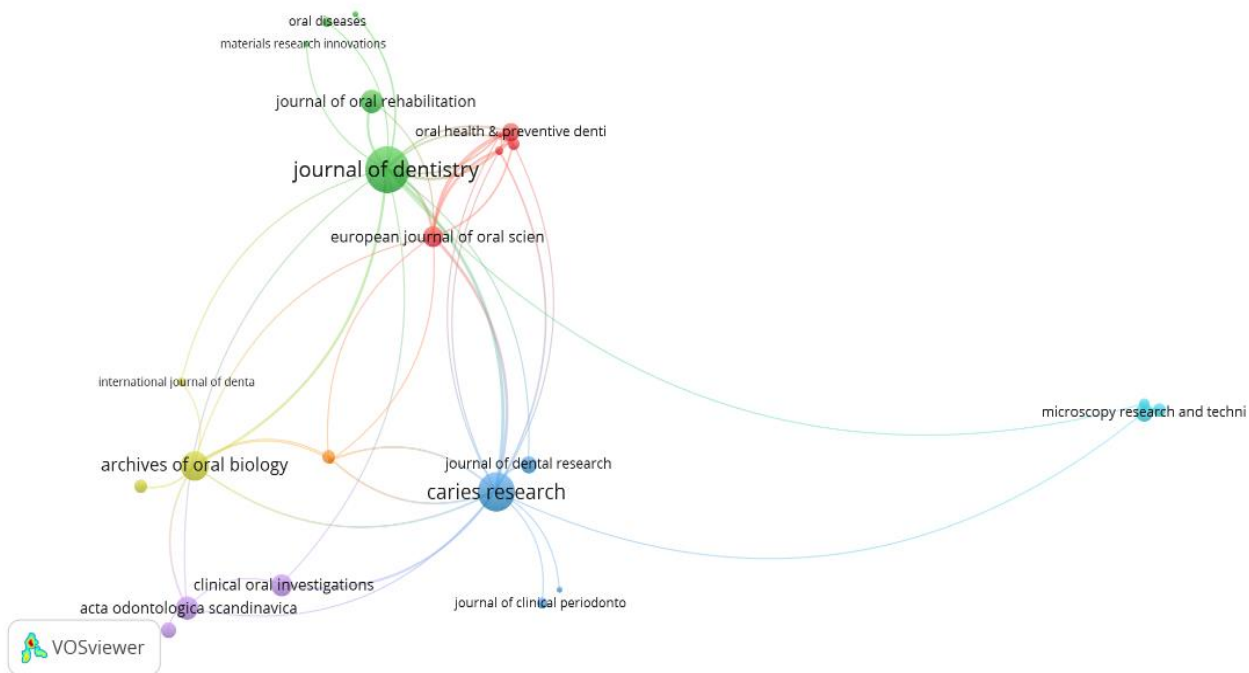 oral diseases
materials research innovations
journal of oral rehabilitation
oral health & preventive denti
journal of dentistry
european journal of oral scien
international journal of denta
microscopy research and techni
archives of oral biology
journal of dental research
caries research
clinical oral investigations
acta odontologica scandinavica
journal of clinical periodonto
VOSviewer